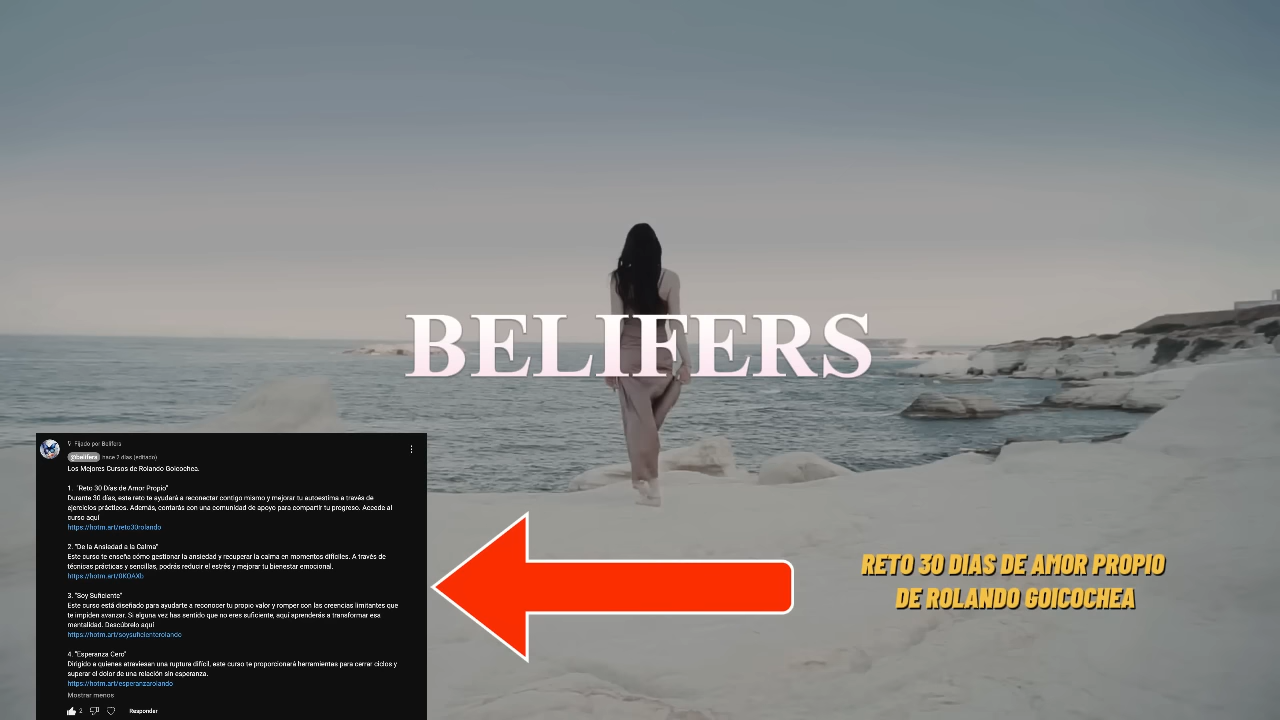 BELIFERS
Fijado por Belifers
@belifers hace 2 días (editado)
Los Mejores Cursos de Rolando Goicochea.
1. "Reto 30 Días de Amor Propio"
Durante 30 días, este reto te ayudará a reconectar contigo mismo y mejorar tu autoestima a través de
ejercicios prácticos. Además, contarás con una comunidad de apoyo para compartir tu progreso. Accede al
curso aquí
https://hotm.art/reto30rolando
2. "De la Ansiedad a la Calma"
Este curso te enseña cómo gestionar la ansiedad y recuperar la calma en momentos difíciles. A través de
técnicas prácticas y sencillas, podrás reducir el estrés y mejorar tu bienestar emocional.
https://hotm.art/0KOAXb
3. "Soy Suficiente"
Este curso está diseñado para ayudarte a reconocer tu propio valor y romper con las creencias limitantes que
te impiden avanzar. Si alguna vez has sentido que no eres suficiente, aquí aprenderás a transformar esa
mentalidad. Descúbrelo aquí
https://hotm.art/soysuficienterolando
4. "Esperanza Cero"
Dirigido a quienes atraviesan una ruptura difícil, este curso te proporcionará herramientas para cerrar ciclos y
superar el dolor de una relación sin esperanza.
https://hotm.art/esperanzarolando
Mostrar menos
2 Responder
RETO 30 DIAS DE AMOR PROPIO
DE ROLANDO GOICOCHEA